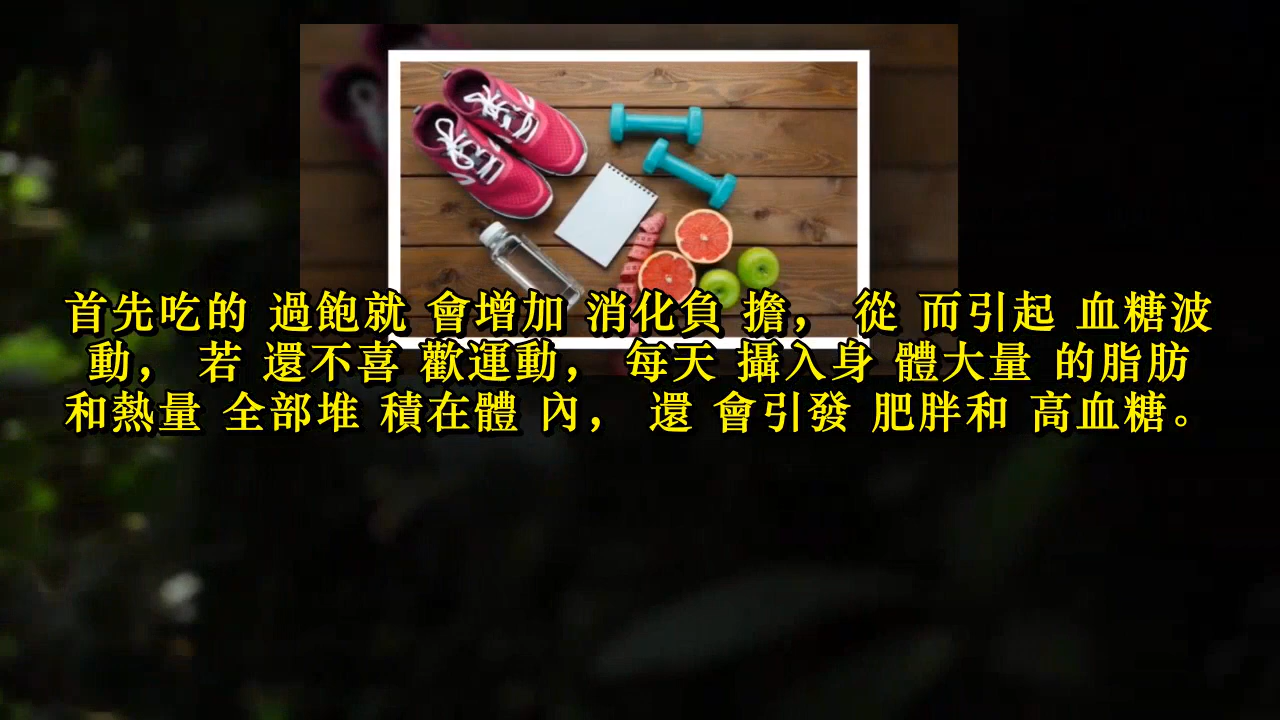 首先吃的 過飽就 會增加 消化負 擔， 從 而引起 血糖波
動， 若 還不喜 歡運動， 每天 攝入身 體大量 的脂肪
和熱量 全部堆 積在體 內， 還 會引發 肥胖和 高血糖。